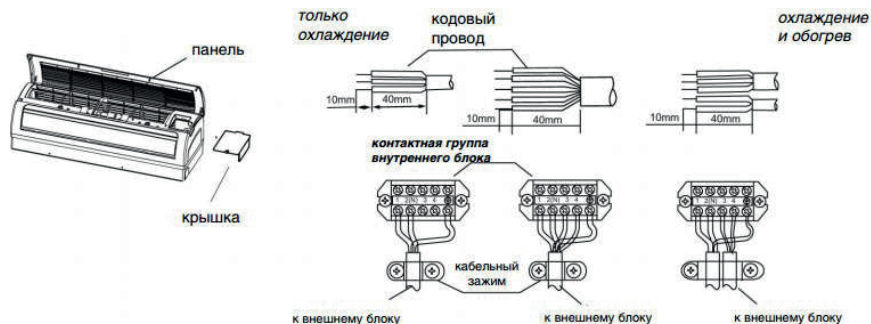 только
охлаждение
кодовый
провод
охлаждение
и обогрев
панель
10mm
40mm
10mm
40mm
10mm
40mm
контактная группа
внутреннего блока
крышка
1 2(N) 3 4
1 2(N) 3 4
1 2(N) 3 4
кабельный
зажим
к внешнему блоку
к внешнему блоку
к внешнему блоку